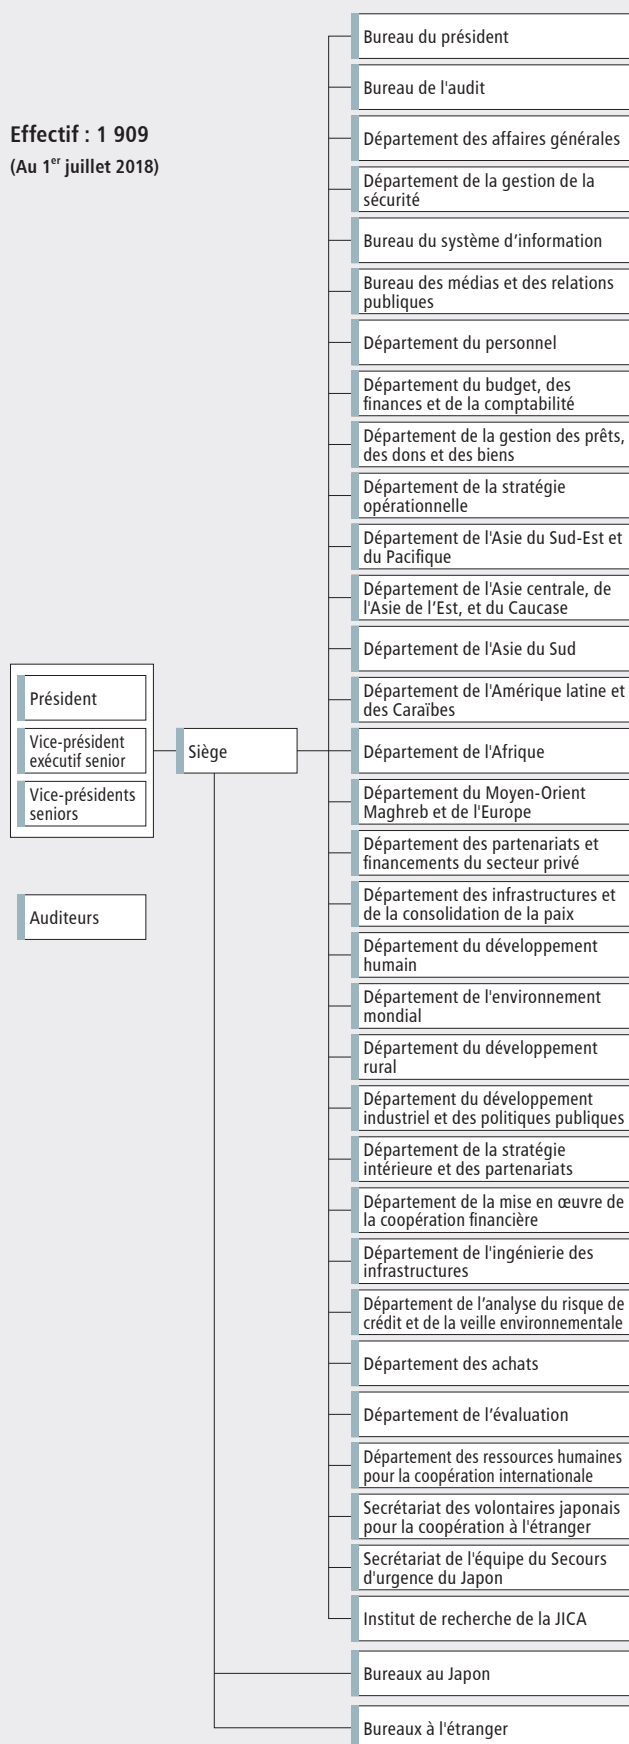 Effectif : 1 909
(Au 1er juillet 2018)
Président
Vice-président
exécutif senior
Vice-présidents
seniors
Auditeurs
Siège
Bureau du président
Bureau de l'audit
Département des affaires générales
Département de la gestion de la
sécurité
Bureau du système d’information
Bureau des médias et des relations
publiques
Département du personnel
Département du budget, des
finances et de la comptabilité
Département de la gestion des prêts,
des dons et des biens
Département de la stratégie
opérationnelle
Département de l'Asie du Sud-Est et
du Pacifique
Département de l'Asie centrale, de
l'Asie de l’Est, et du Caucase
Département de l'Asie du Sud
Département de l'Amérique latine et
des Caraïbes
Département de l'Afrique
Département du Moyen-Orient
Maghreb et de l'Europe
Département des partenariats et
financements du secteur privé
Département des infrastructures et
de la consolidation de la paix
Département du développement
humain
Département de l'environnement
mondial
Département du développement
rural
Département du développement
industriel et des politiques publiques
Département de la stratégie
intérieure et des partenariats
Département de la mise en œuvre de
la coopération financière
Département de l'ingénierie des
infrastructures
Département de l’analyse du risque de
crédit et de la veille environnementale
Département des achats
Département de l’évaluation
Département des ressources humaines
pour la coopération internationale
Secrétariat des volontaires japonais
pour la coopération à l'étranger
Secrétariat de l'équipe du Secours
d'urgence du Japon
Institut de recherche de la JICA
Bureaux au Japon
Bureaux à l'étranger